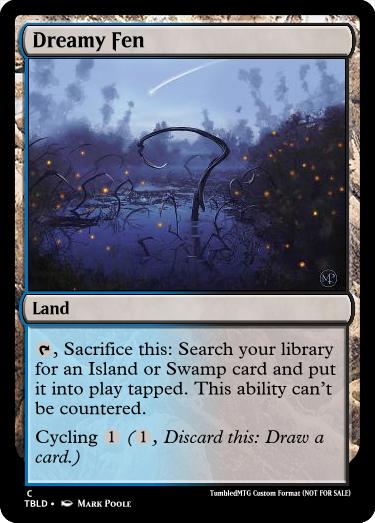 Dreamy Fen
MP
Land
, Sacrifice this: Search your library
for an Island or Swamp card and put
it into play tapped. This ability can't
be countered.
Cycling 1 (1, Discard this: Draw a
card.)
C
TBLD • Mark Poole
TumbledMTG Custom Format (NOT FOR SALE)